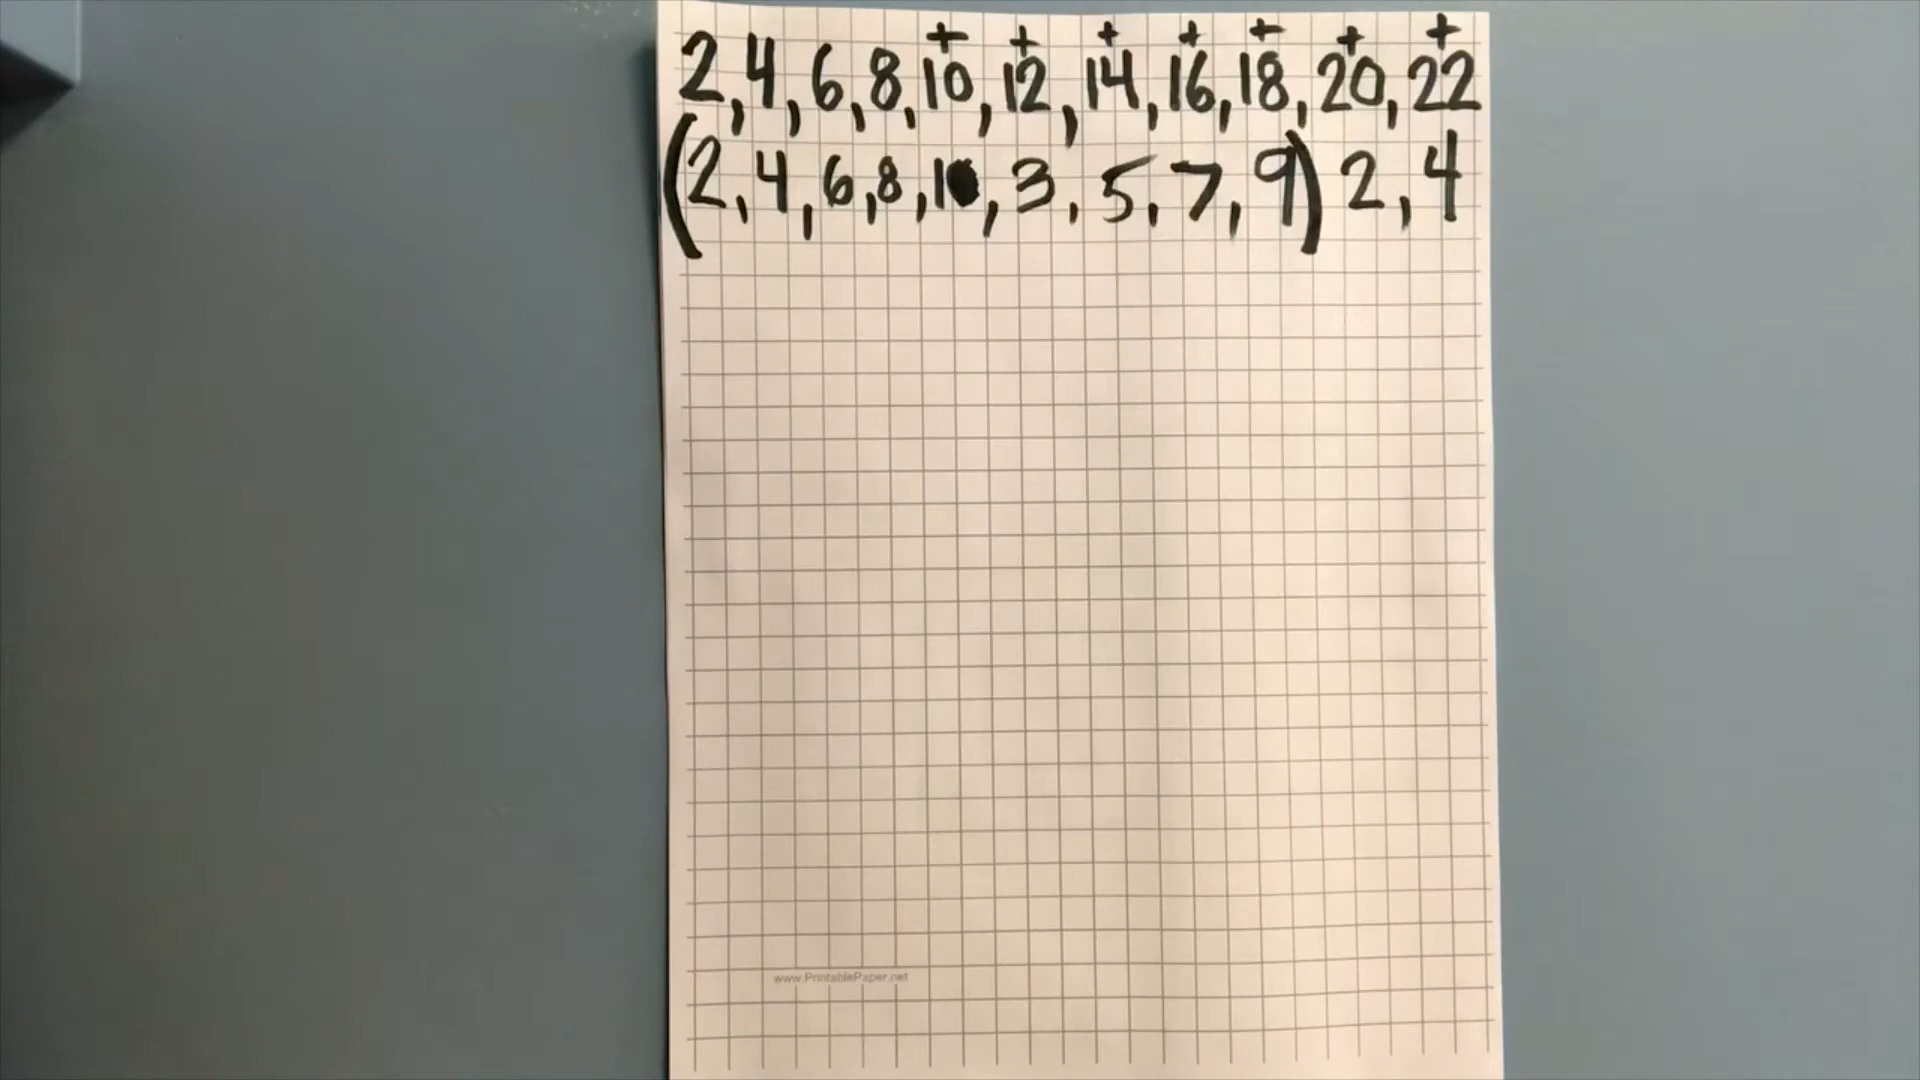 2, 4, 6, 8, 10, 12, 14, 16, 18, 20, 22
(2, 4, 6, 8, 1, 3, 5, 7, 9) 2, 4
www.PrintablePaper.net